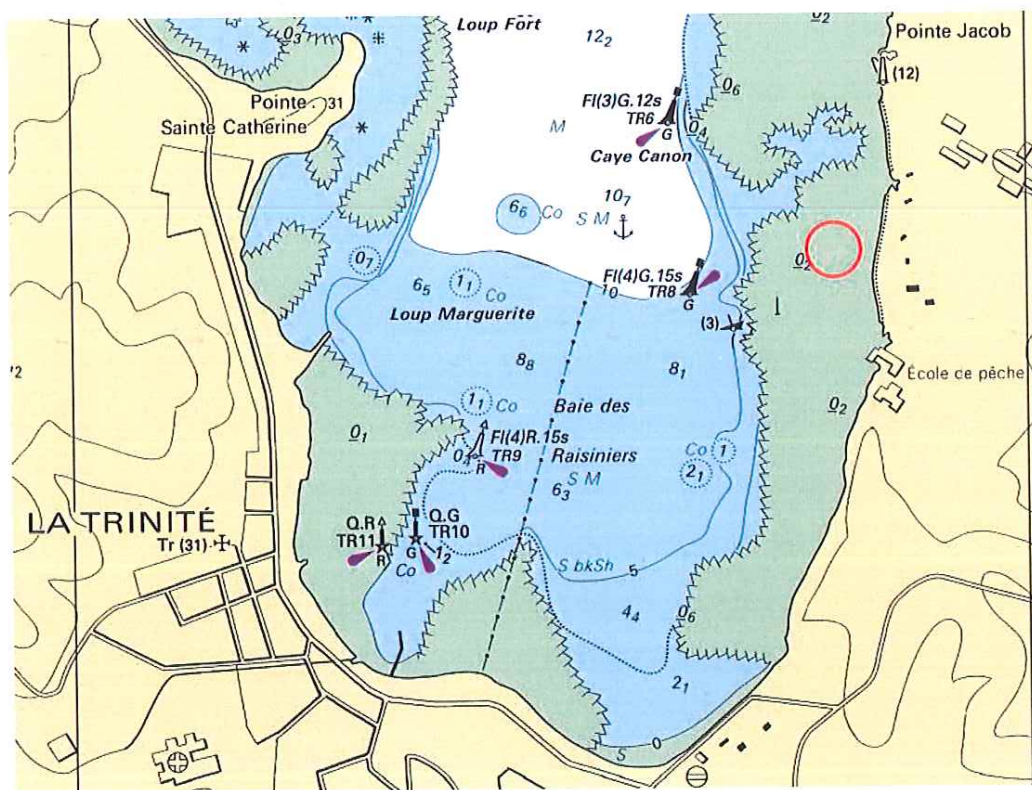 Loup Fort
12₂
0₂
Pointe Jacob
(12)
0₃
Pointe 31
Sainte Catherine
Fl(3)G.12s
TR6
G
0₆
0₄
M
Caye Canon
6₆ Co
10₇
S M
0₇
6₅
1₁
Co
Loup Marguerite
Fl(4)G.15s
TR8
G
10
0₂
(3)
8₈
8₁
École de pêche
72
0₁
1₁
Co
Baie des
Raisiniers
0₂
Fl(4)R.15s
TR9
R
0₄
S M
6₃
Co
1
2₁
LA TRINITÉ
Tr (31)
Q.R
TR11
R
Q.G
TR10
G
1₂
Co
S bkSh
5
4₄
0₆
2₁
S
0